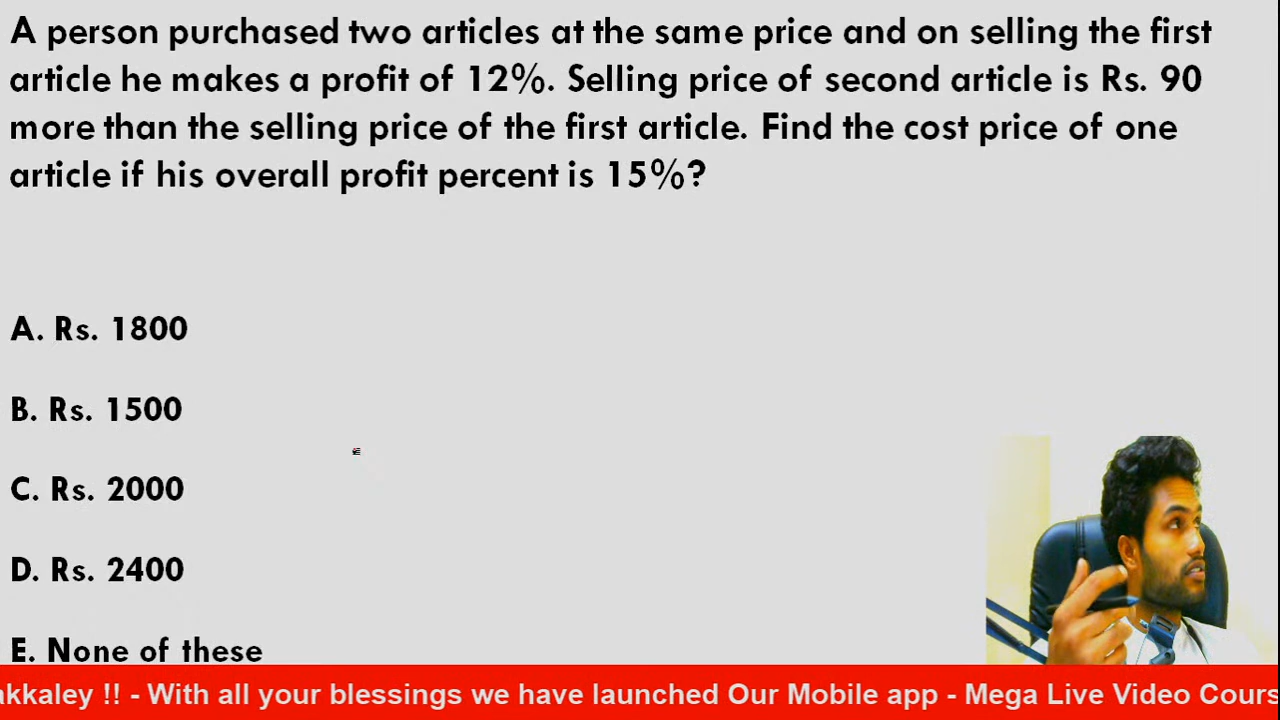 A person purchased two articles at the same price and on selling the first
article he makes a profit of 12%. Selling price of second article is Rs. 90
more than the selling price of the first article. Find the cost price of one
article if his overall profit percent is 15%?
A. Rs. 1800
B. Rs. 1500
C. Rs. 2000
D. Rs. 2400
E. None of these
akkaley !! - With all your blessings we have launched Our Mobile app - Mega Live Video Cours